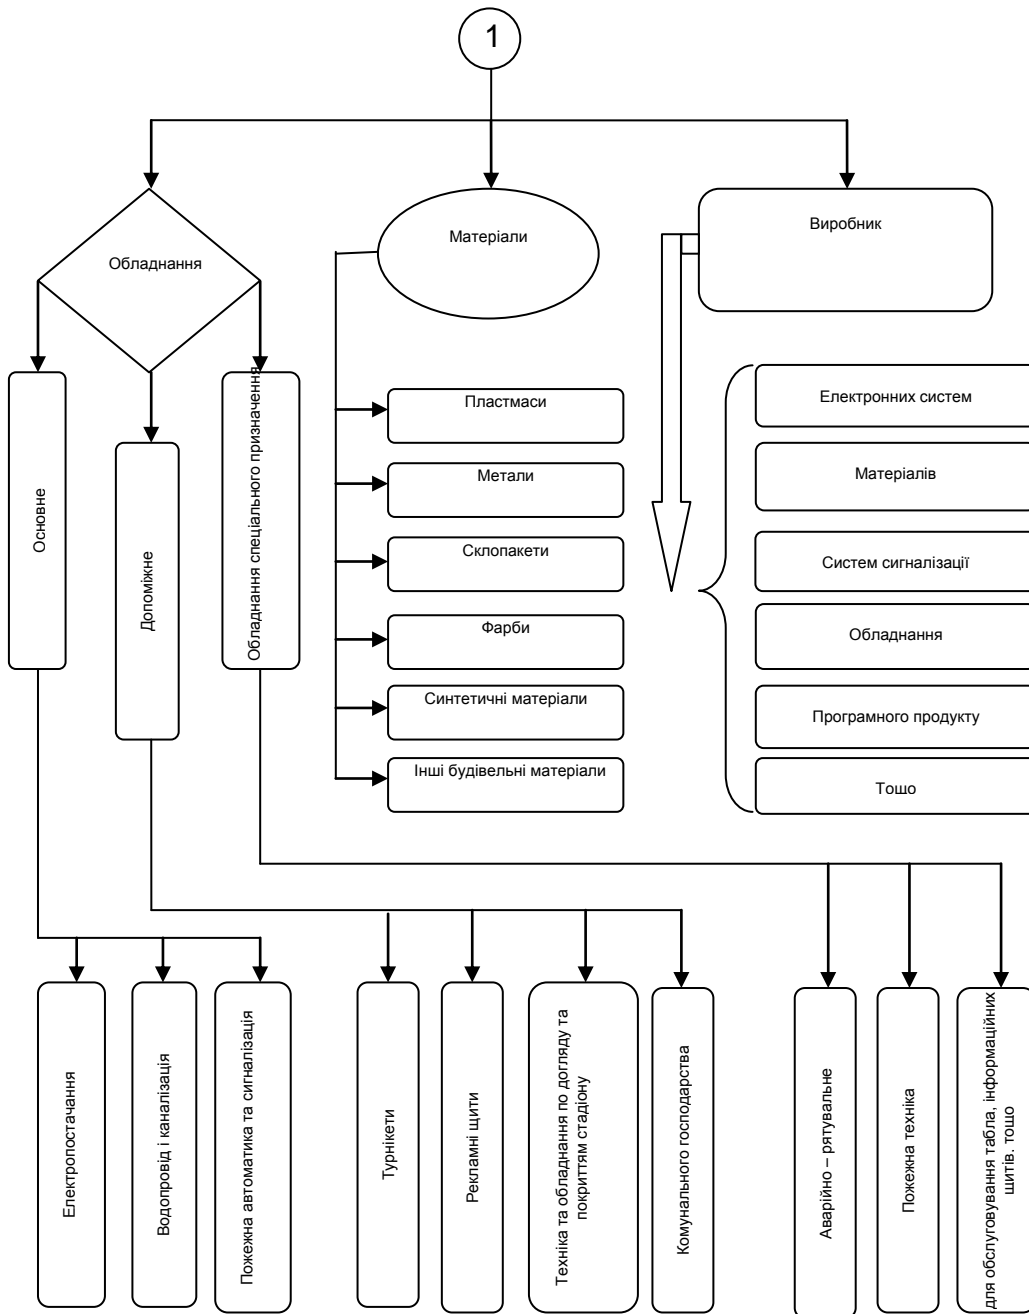 1
Обладнання
Матеріали
Виробник
Основне
Допоміжне
Обладнання спеціального призначення
Пластмаси
Метали
Склопакети
Фарби
Синтетичні матеріали
Інші будівельні матеріали
Електронних систем
Матеріалів
Систем сигналізації
Обладнання
Програмного продукту
Тошо
Електропостачання
Водопровід і каналізація
Пожежна автоматика та сигналізація
Турнікети
Рекламні щити
Техніка та обладнання по догляду та
покриттям стадіону
Комунального господарства
Аварійно – рятувальне
Пожежна техніка
для обслуговування табла, інформаційних
щитів. тошо